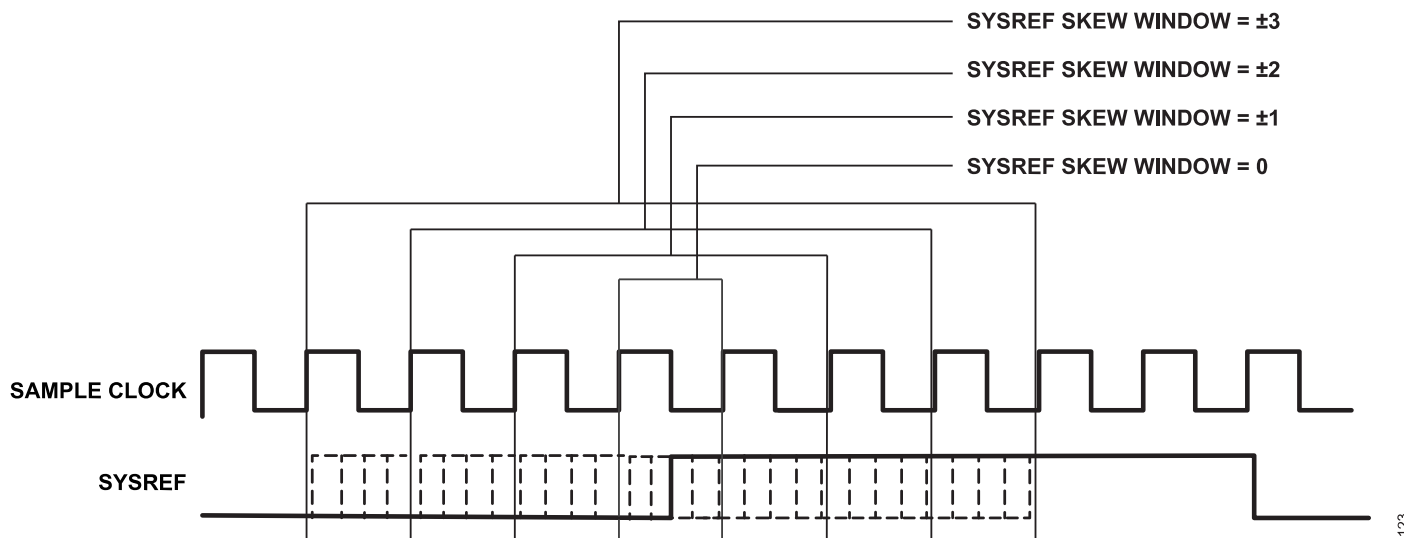 SYSREF SKEW WINDOW = ±3
SYSREF SKEW WINDOW = ±2
SYSREF SKEW WINDOW = ±1
SYSREF SKEW WINDOW = 0
SAMPLE CLOCK
SYSREF
123